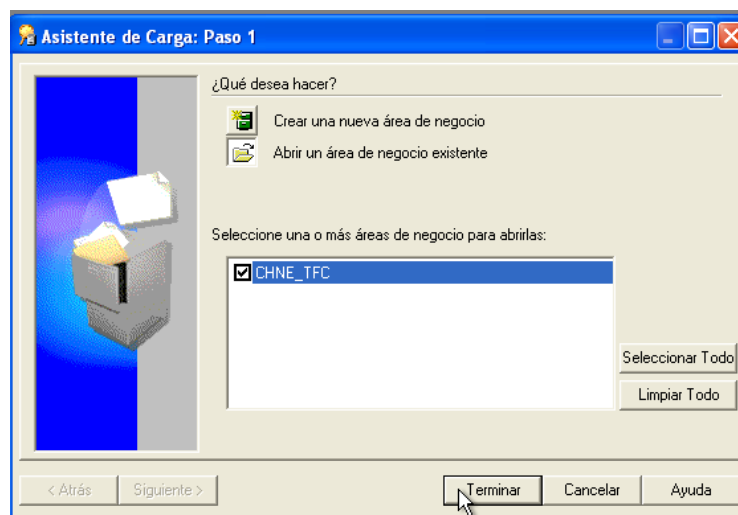 Asistente de Carga: Paso 1
¿Qué desea hacer?
Crear una nueva área de negocio
Abrir un área de negocio existente
Seleccione una o más áreas de negocio para abrirlas:
CHNE_TFC
Seleccionar Todo
Limpiar Todo
< Atrás Siguiente > Terminar Cancelar Ayuda